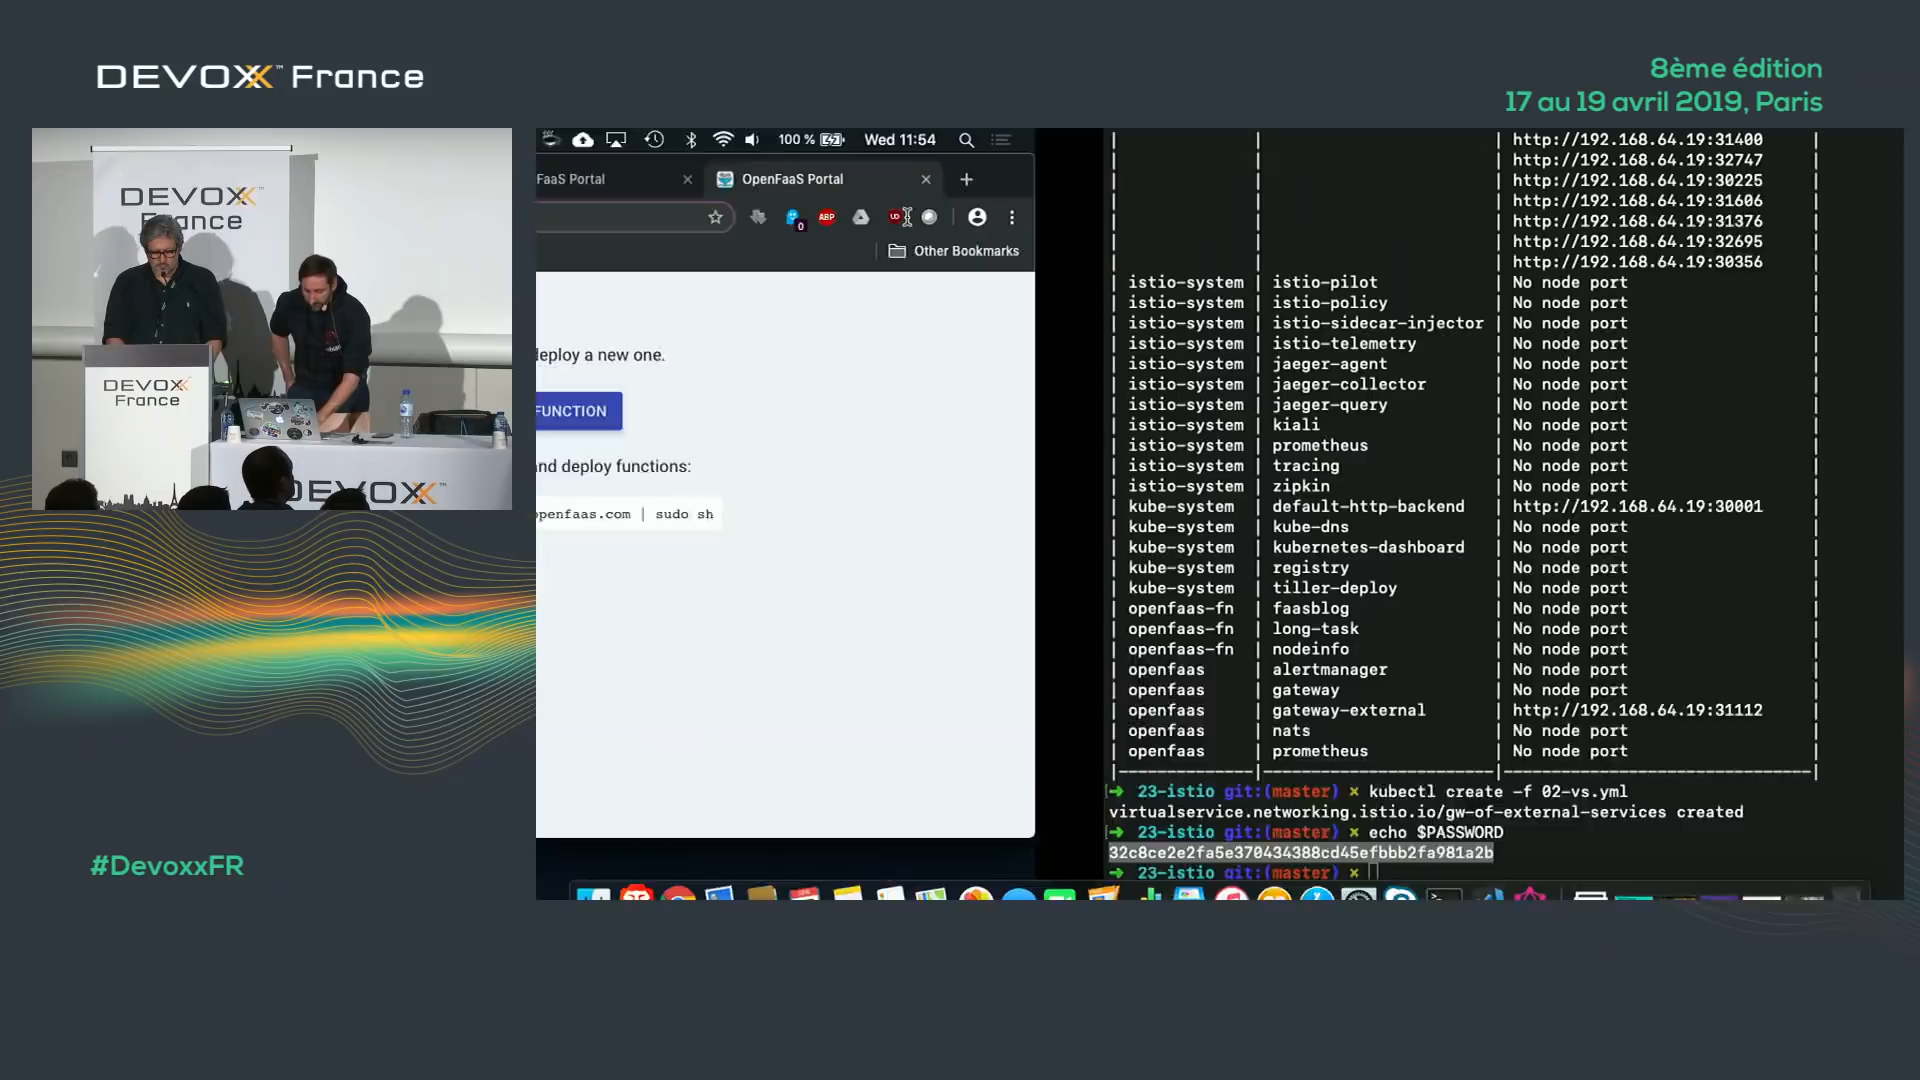 DEVOXX™ France
8ème édition
17 au 19 avril 2019, Paris
DEVOXX™
France
DEVOXX
France
DEVOXX™
#DevoxxFR
100 %
Wed 11:54
FaaS Portal
OpenFaaS Portal
0
ABP
UD
Other Bookmarks
deploy a new one.
FUNCTION
and deploy functions:
openfaas.com | sudo sh
| | | http://192.168.64.19:31400 |
| | | http://192.168.64.19:32747 |
| | | http://192.168.64.19:30225 |
| | | http://192.168.64.19:31606 |
| | | http://192.168.64.19:31376 |
| | | http://192.168.64.19:32695 |
| | | http://192.168.64.19:30356 |
| istio-system | istio-pilot | No node port |
| istio-system | istio-policy | No node port |
| istio-system | istio-sidecar-injector | No node port |
| istio-system | istio-telemetry | No node port |
| istio-system | jaeger-agent | No node port |
| istio-system | jaeger-collector | No node port |
| istio-system | jaeger-query | No node port |
| istio-system | kiali | No node port |
| istio-system | prometheus | No node port |
| istio-system | tracing | No node port |
| istio-system | zipkin | No node port |
| kube-system | default-http-backend | http://192.168.64.19:30001 |
| kube-system | kube-dns | No node port |
| kube-system | kubernetes-dashboard | No node port |
| kube-system | registry | No node port |
| kube-system | tiller-deploy | No node port |
| openfaas-fn | faasblog | No node port |
| openfaas-fn | long-task | No node port |
| openfaas-fn | nodeinfo | No node port |
| openfaas | alertmanager | No node port |
| openfaas | gateway | No node port |
| openfaas | gateway-external | http://192.168.64.19:31112 |
| openfaas | nats | No node port |
| openfaas | prometheus | No node port |
|--------------|------------------------|--------------------------------|
➜ 23-istio git:(master) ✗ kubectl create -f 02-vs.yml
virtualservice.networking.istio.io/gw-of-external-services created
➜ 23-istio git:(master) ✗ echo $PASSWORD
32c8ce2e2fa5e370434388cd45efbbb2fa981a2b
➜ 23-istio git:(master) ✗